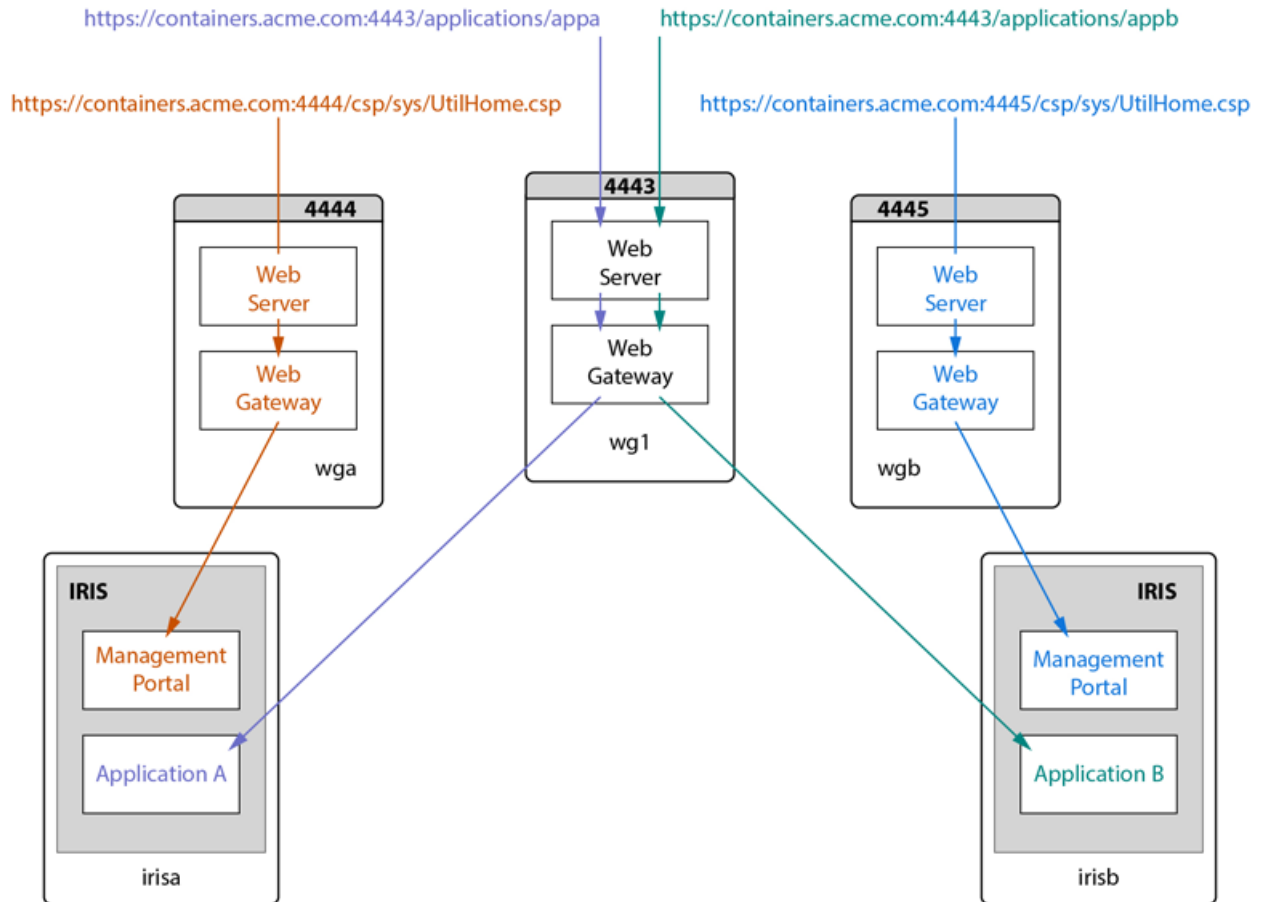 https://containers.acme.com:4443/applications/appa
https://containers.acme.com:4443/applications/appb
https://containers.acme.com:4444/csp/sys/UtilHome.csp
https://containers.acme.com:4445/csp/sys/UtilHome.csp
4444
Web
Server
Web
Gateway
wga
4443
Web
Server
Web
Gateway
wg1
4445
Web
Server
Web
Gateway
wgb
IRIS
Management
Portal
Application A
irisa
IRIS
Management
Portal
Application B
irisb